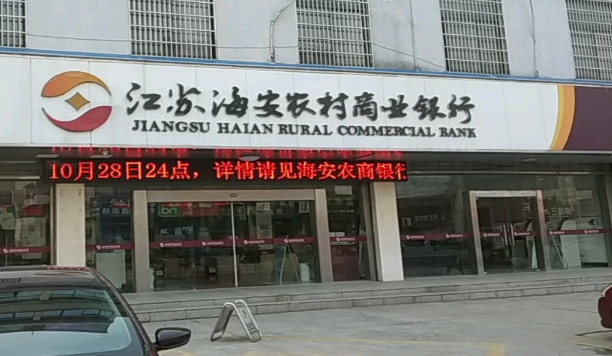 江苏海安农村商业银行
JIANGSU HAIAN RURAL COMMERCIAL BANK
10月28日24点，详情请见海安农商银行